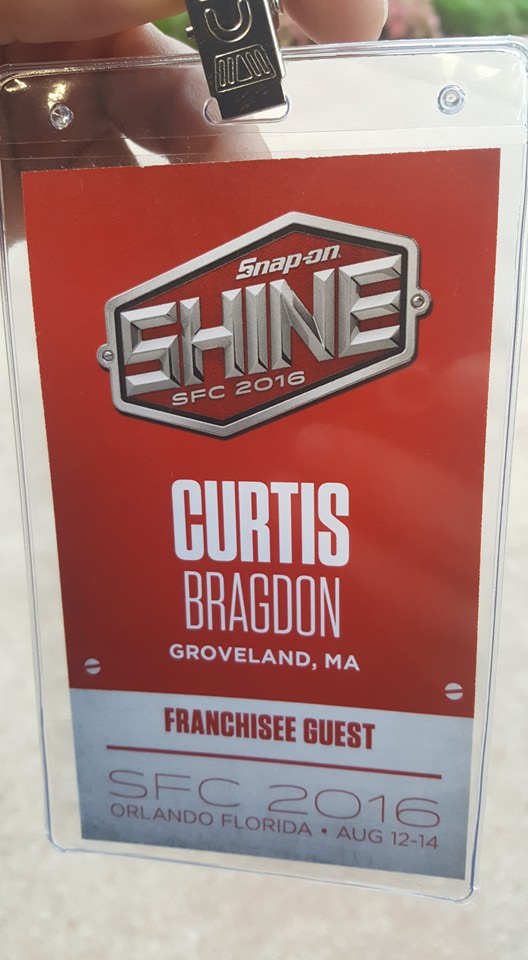 Snap-on
SHINE
SFC 2016
CURTIS
BRAGDON
GROVELAND, MA
FRANCHISEE GUEST
SFC 2016
ORLANDO FLORIDA • AUG 12-14